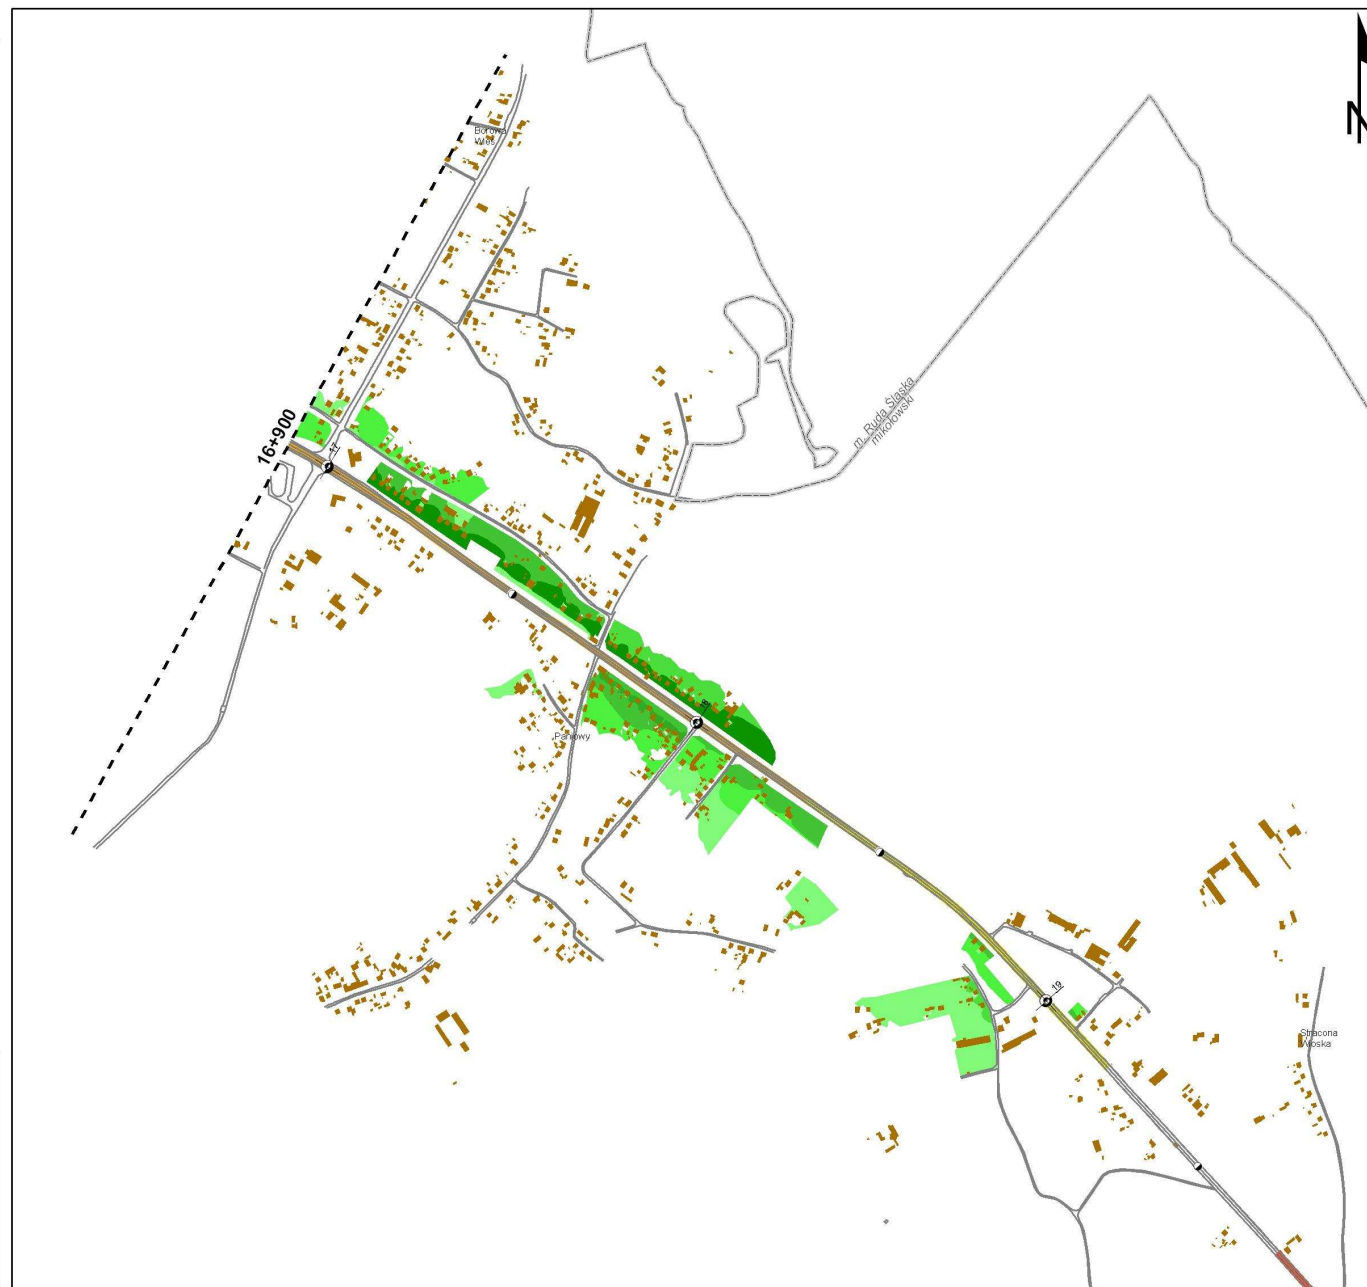 N
Borowa
Wieś
16+900
17
m. Ruda Śląska
mikołowski
18
Paniowy
19
Stracona
Wioska